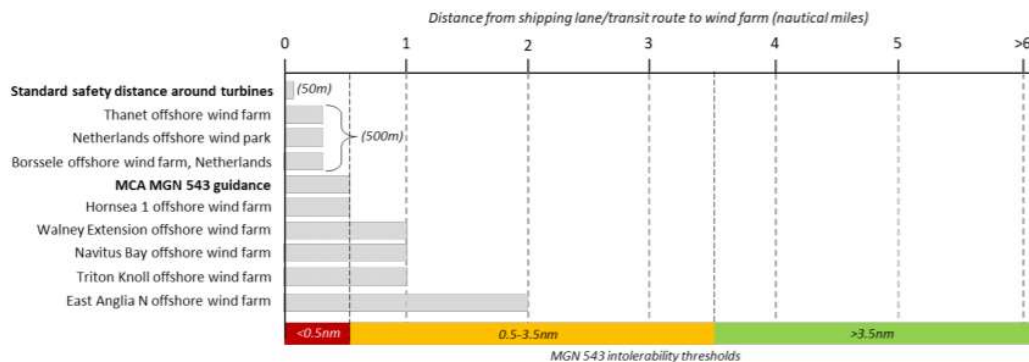 Distance from shipping lane/transit route to wind farm (nautical miles)
0 1 2 3 4 5 >6
Standard safety distance around turbines (50m)
Thanet offshore wind farm
Netherlands offshore wind park (500m)
Borssele offshore wind farm, Netherlands
MCA MGN 543 guidance
Hornsea 1 offshore wind farm
Walney Extension offshore wind farm
Navitus Bay offshore wind farm
Triton Knoll offshore wind farm
East Anglia N offshore wind farm
<0.5nm 0.5-3.5nm >3.5nm
MGN 543 intolerability thresholds